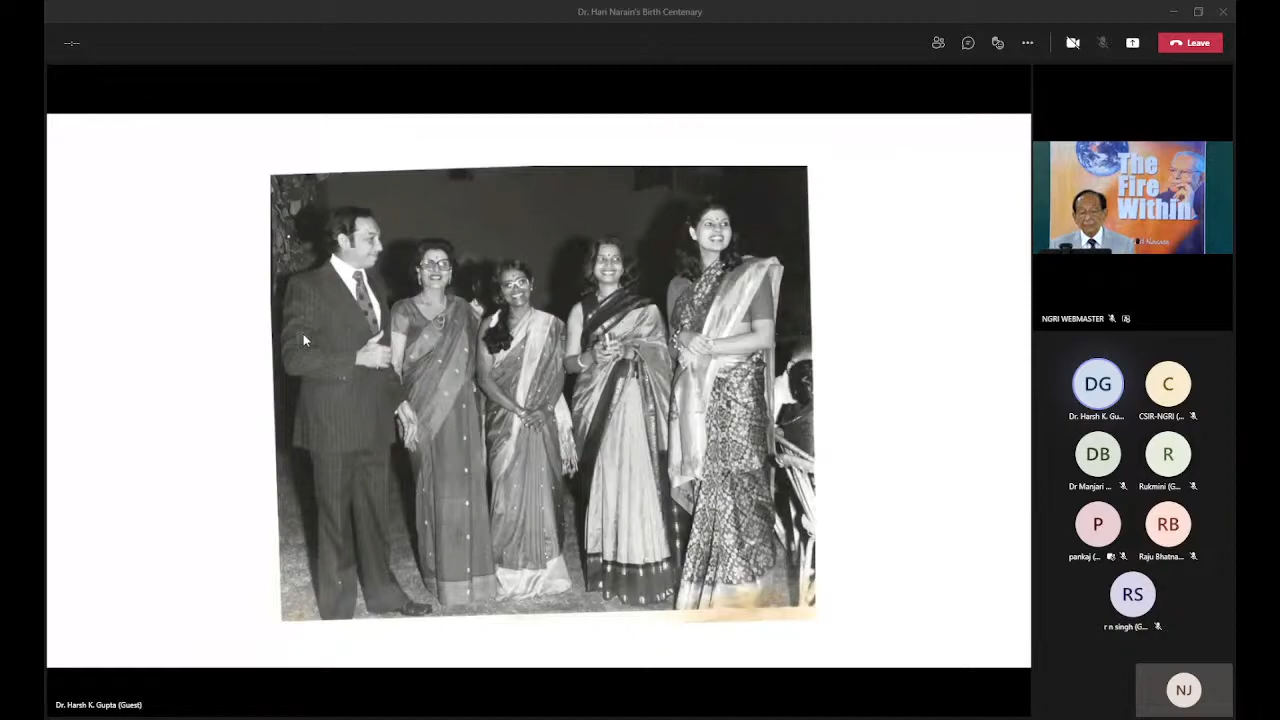 Dr. Hari Narain's Birth Centenary
-:-
Leave
The
Fire
Within
NGRI WEBMASTER
DG
C
Dr. Harsh K. Gu...
CSIR-NGRI (...
DB
R
Dr Manjari ...
Rukmini (G...
P
RB
pankaj (...
Raju Bhatna...
RS
r n singh (G...
NJ
Dr. Harsh K. Gupta (Guest)